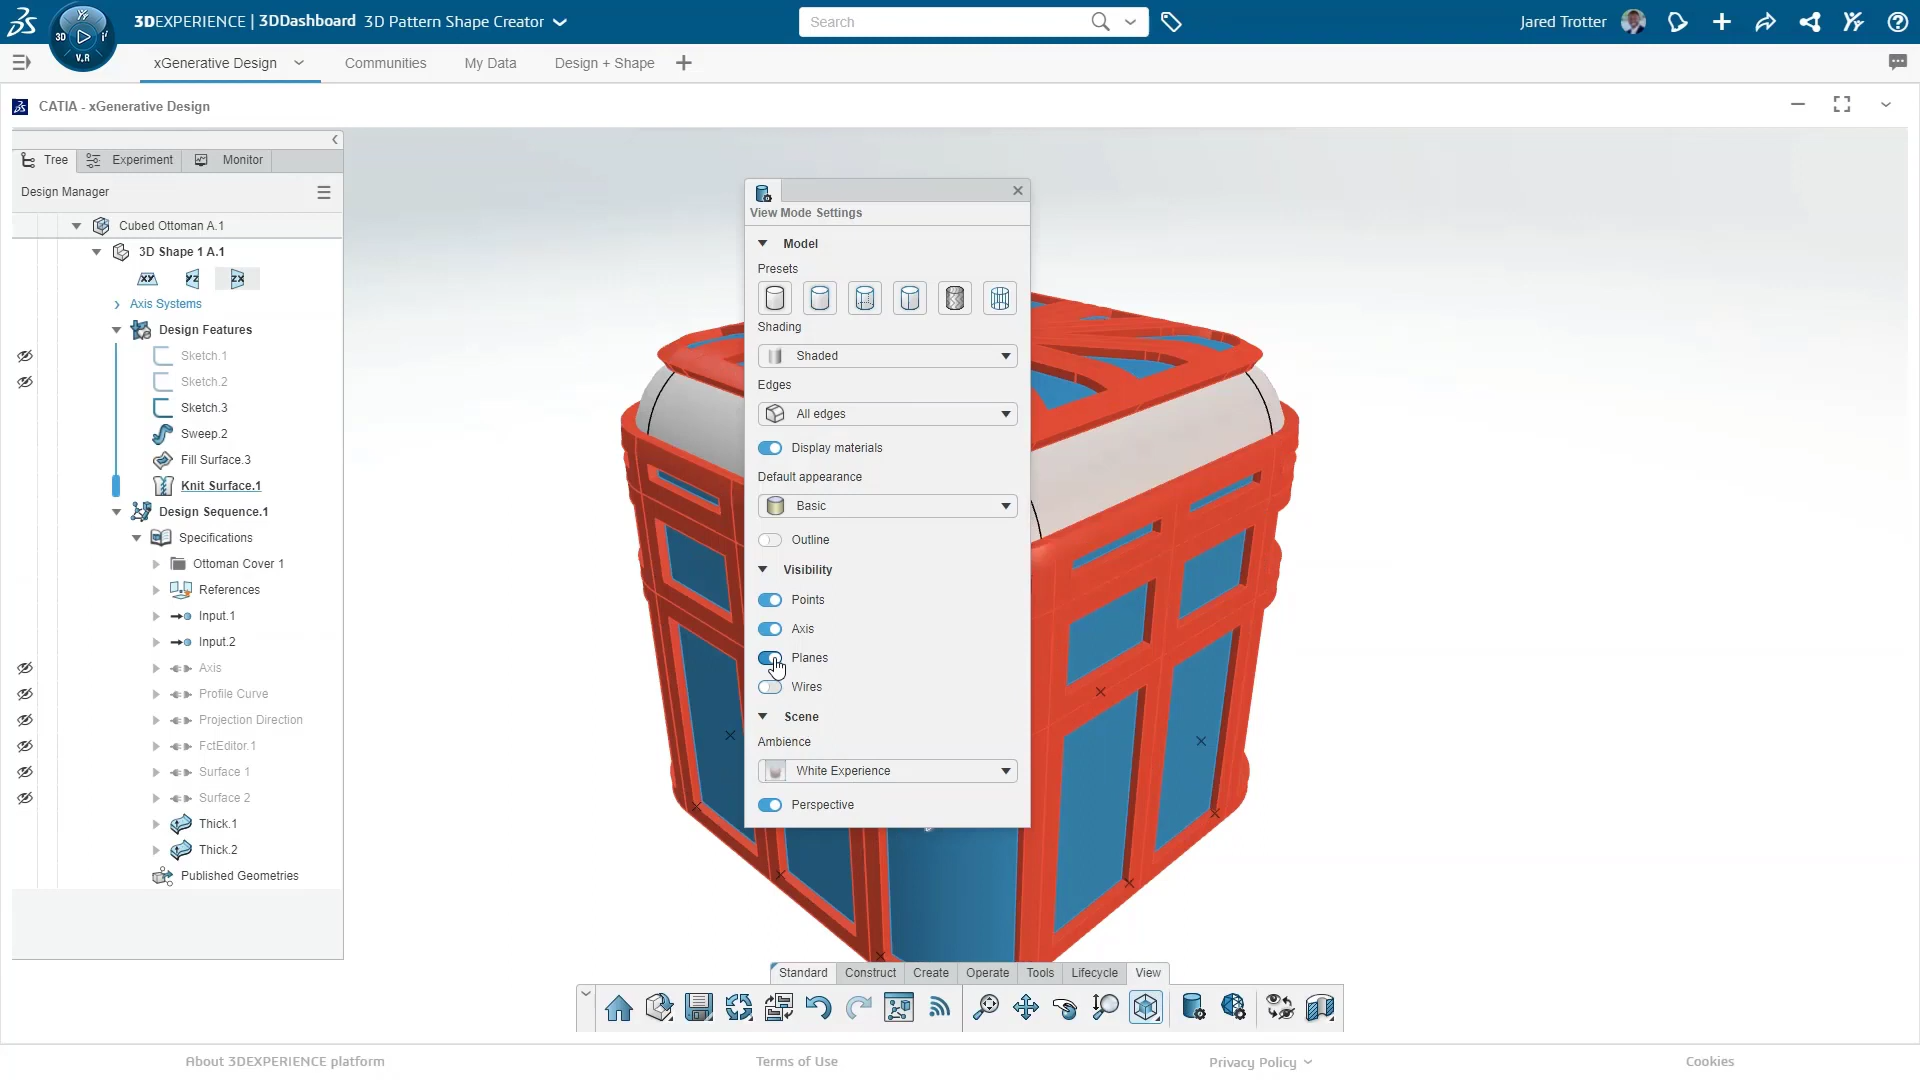 3DEXPERIENCE | 3DDashboard 3D Pattern Shape Creator
Search
Jared Trotter
3D
V.R
xGenerative Design
Communities
My Data
Design + Shape
CATIA - xGenerative Design
Tree
Experiment
Monitor
Design Manager
Cubed Ottoman A.1
3D Shape 1 A.1
XY
YZ
ZX
Axis Systems
Design Features
Sketch.1
Sketch.2
Sketch.3
Sweep.2
Fill Surface.3
Knit Surface.1
Design Sequence.1
Specifications
Ottoman Cover 1
References
Input.1
Input.2
Axis
Profile Curve
Projection Direction
FctEditor.1
Surface 1
Surface 2
Thick.1
Thick.2
Published Geometries
View Mode Settings
Model
Presets
Shading
Shaded
Edges
All edges
Display materials
Default appearance
Basic
Outline
Visibility
Points
Axis
Planes
Wires
Scene
Ambience
White Experience
Perspective
Standard
Construct
Create
Operate
Tools
Lifecycle
View
About 3DEXPERIENCE platform
Terms of Use
Privacy Policy
Cookies